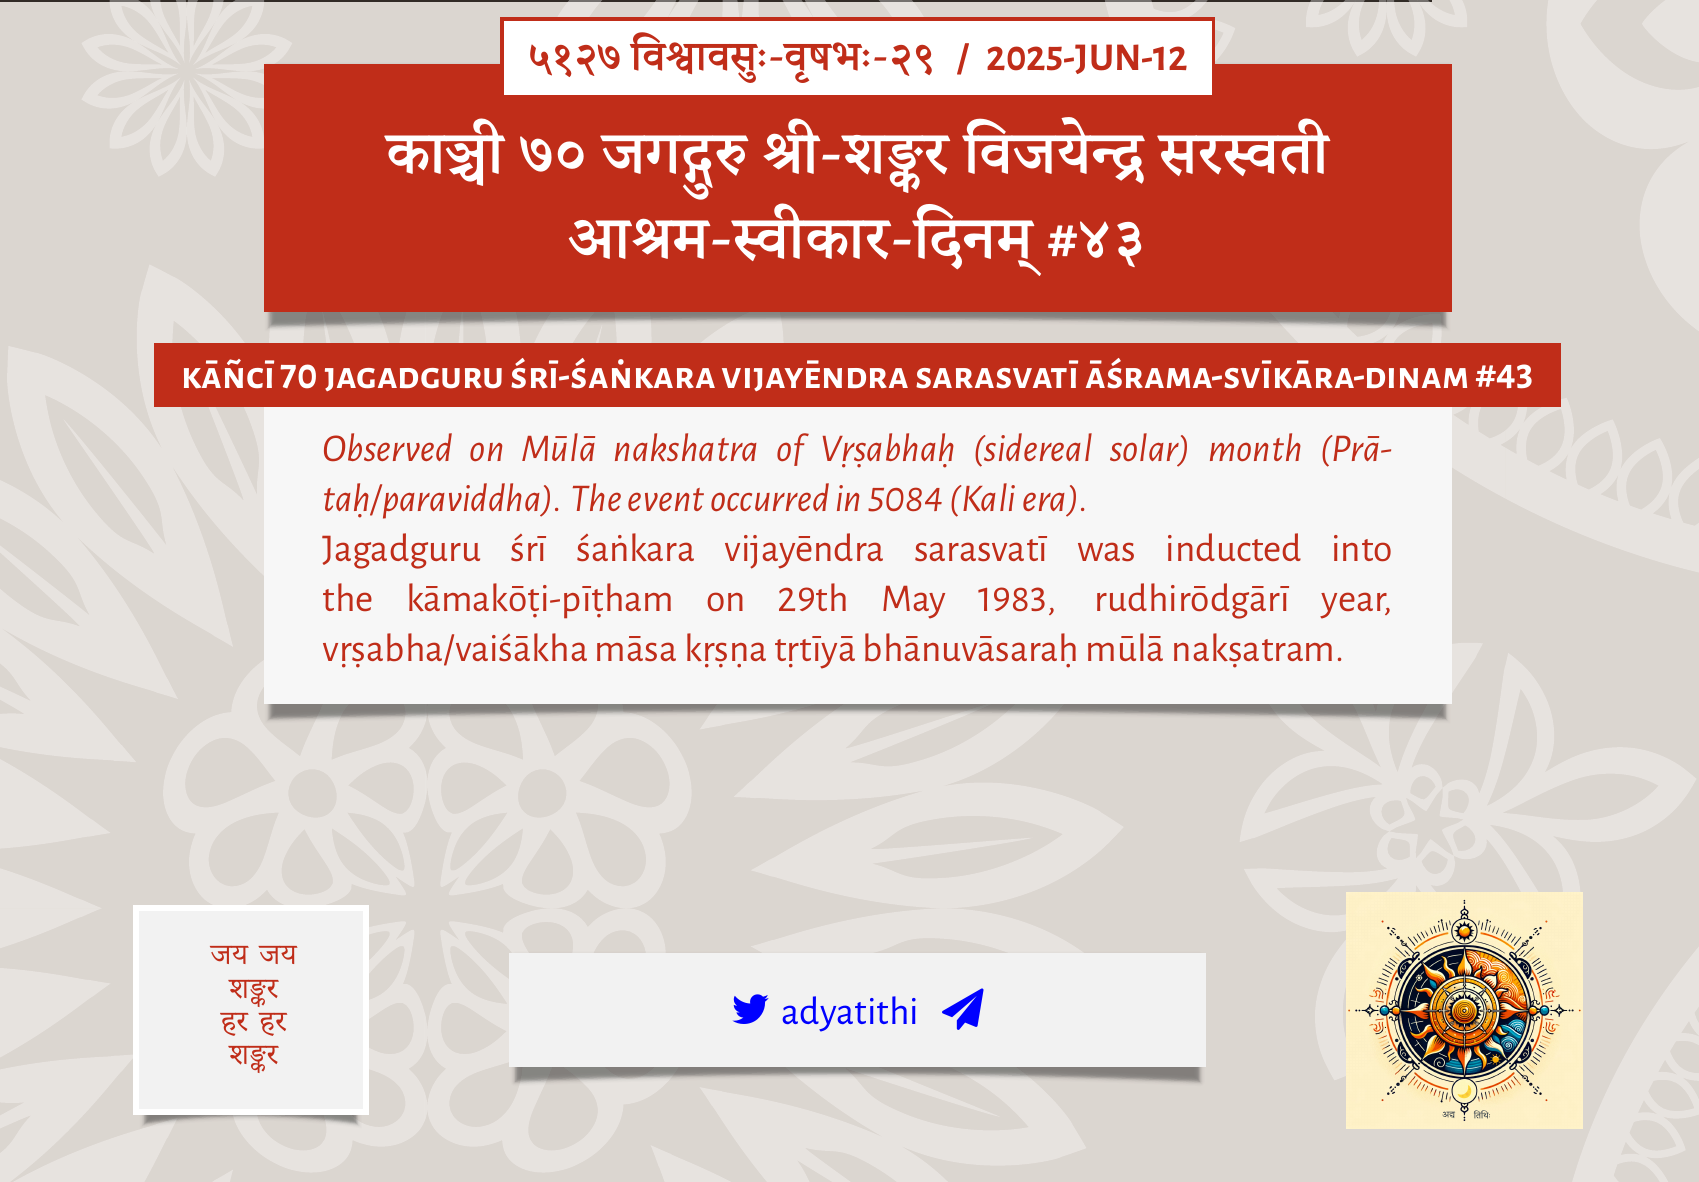 ५१२७ विश्वावसुः-वृषभः-२९ / 2025-JUN-12
काञ्ची ७० जगद्गुरु श्री-शङ्कर विजयेन्द्र सरस्वती
आश्रम-स्वीकार-दिनम् #४३
KĀÑCĪ 70 JAGADGURU ŚRĪ-ŚAṄKARA VIJAYĒNDRA SARASVATĪ ĀŚRAMA-SVĪKĀRA-DINAM #43
Observed on Mūlā nakshatra of Vṛṣabhaḥ (sidereal solar) month (Prā-
taḥ/paraviddha). The event occurred in 5084 (Kali era).
Jagadguru śrī śaṅkara vijayēndra sarasvatī was inducted into
the kāmakōṭi-pīṭham on 29th May 1983, rudhirōdgārī year,
vṛṣabha/vaiśākha māsa kṛṣṇa tṛtīyā bhānuvāsaraḥ mūlā nakṣatram.
जय जय
शङ्कर
हर हर
शङ्कर
adyatithi
अद्य तिथिः